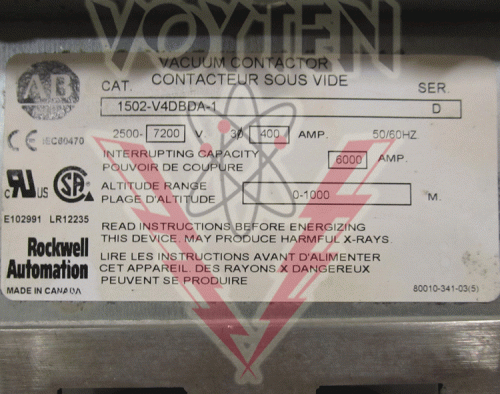 VOYTEN
VACUUM CONTACTOR
CONTACTEUR SOUS VIDE
AB
CAT. SER.
1502-V4DBDA-1 D
2500- 7200 V. 3Ø 400 AMP. 50/60HZ.
IEC60470
INTERRUPTING CAPACITY
POUVOIR DE COUPURE
6000 AMP.
ALTITUDE RANGE
PLAGE D'ALTITUDE
0-1000 M.
c UL US SA
E102991 LR12235
READ INSTRUCTIONS BEFORE ENERGIZING
THIS DEVICE. MAY PRODUCE HARMFUL X-RAYS.
Rockwell
Automation
MADE IN CANADA
LIRE LES INSTRUCTIONS AVANT D'ALIMENTER
CET APPAREIL. DES RAYONS X DANGEREUX
PEUVENT SE PRODUIRE
80010-341-03(5)